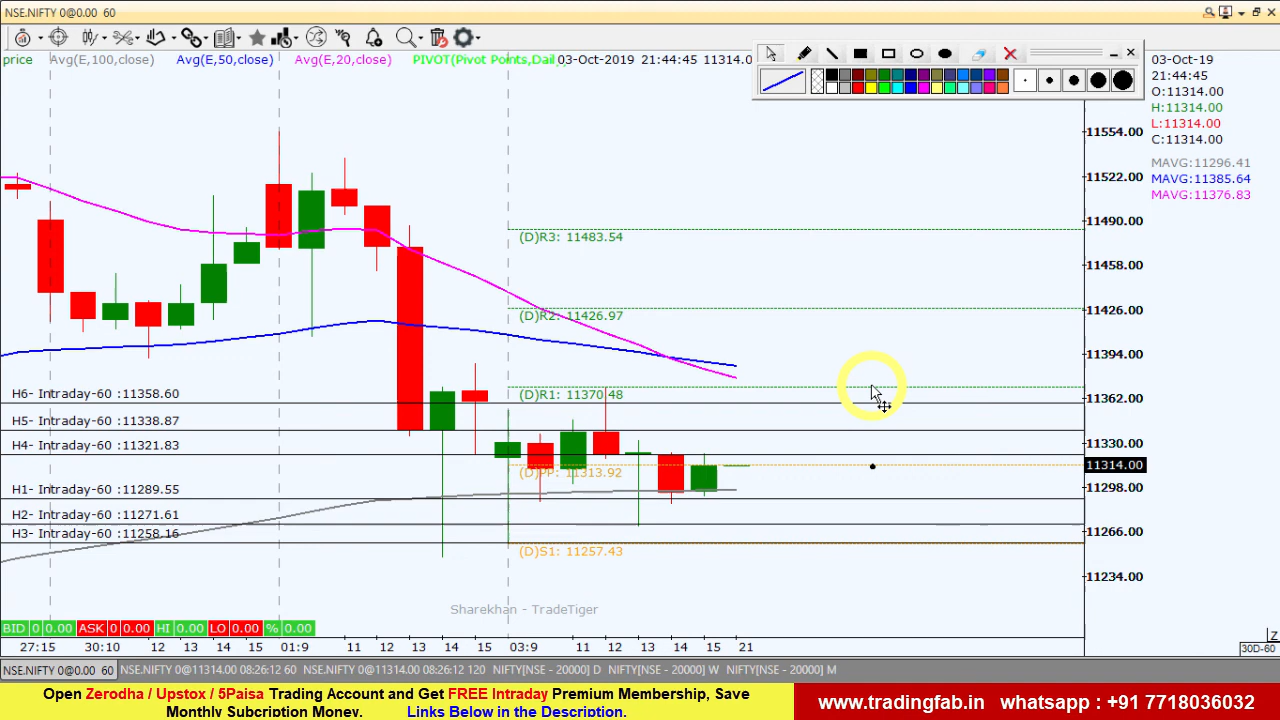 NSE.NIFTY 0@0.00 60
price Avg(E,100,close) Avg(E,50,close) Avg(E,20,close) PIVOT(Pivot Points,Dail 03-Oct-2019 21:44:45 11314.0
03-Oct-19
21:44:45
O:11314.00
H:11314.00
L:11314.00
C:11314.00
MAVG:11296.41
MAVG:11385.64
MAVG:11376.83
11554.00
11522.00
11490.00
11458.00
11426.00
11394.00
11362.00
11330.00
11314.00
11298.00
11266.00
11234.00
(D)R3: 11483.54
(D)R2: 11426.97
(D)R1: 11370.48
(D)PP: 11313.92
(D)S1: 11257.43
H6- Intraday-60 :11358.60
H5- Intraday-60 :11338.87
H4- Intraday-60 :11321.83
H1- Intraday-60 :11289.55
H2- Intraday-60 :11271.61
H3- Intraday-60 :11258.16
Sharekhan - TradeTiger
BID 0 0.00 ASK 0 0.00 HI 0.00 LO 0.00 % 0.00
Z
27:15 30:10 12 13 14 15 01:9 11 12 13 14 15 03:9 11 12 13 14 15 21
30D-60
NSE.NIFTY 0@0.00 60 NSE.NIFTY 0@11314.00 08:26:12 60 NSE.NIFTY 0@11314.00 08:26:12 120 NIFTY[NSE - 20000] D NIFTY[NSE - 20000] W NIFTY[NSE - 20000] M
Open Zerodha / Upstox / 5Paisa Trading Account and Get FREE Intraday Premium Membership, Save
Monthly Subcription Money. Links Below in the Description.
www.tradingfab.in whatsapp : +91 7718036032